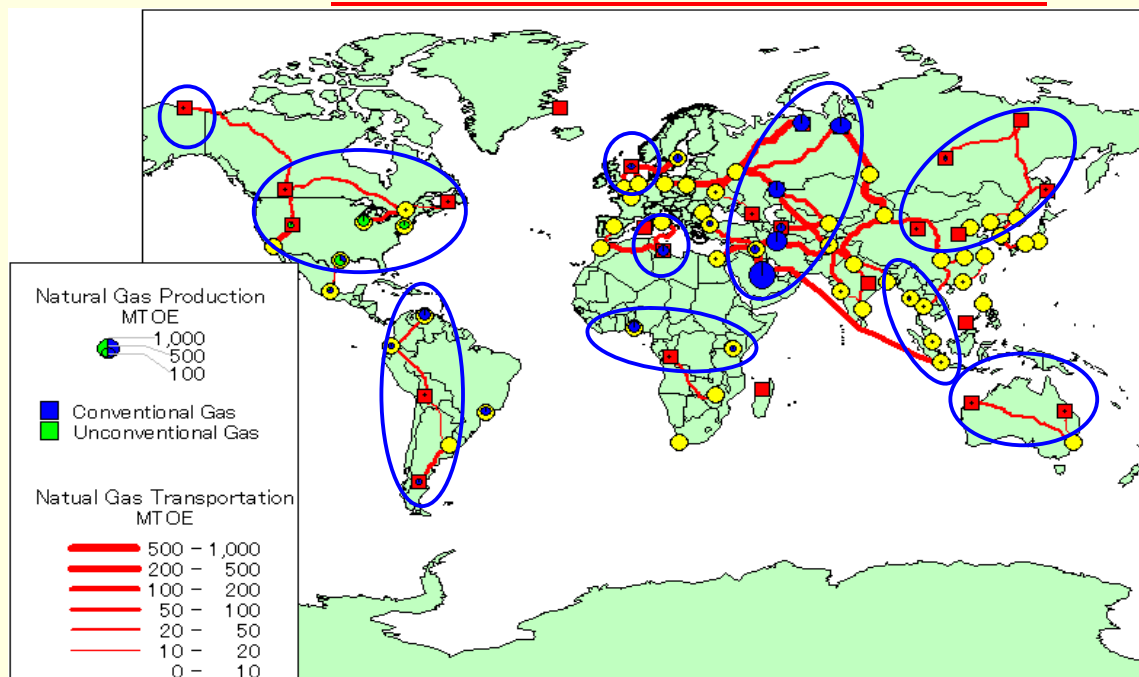 Natural Gas Production
MTOE
1,000
500
100
Conventional Gas
Unconventional Gas
Natual Gas Transportation
MTOE
500 - 1,000
200 - 500
100 - 200
50 - 100
20 - 50
10 - 20
0 - 10